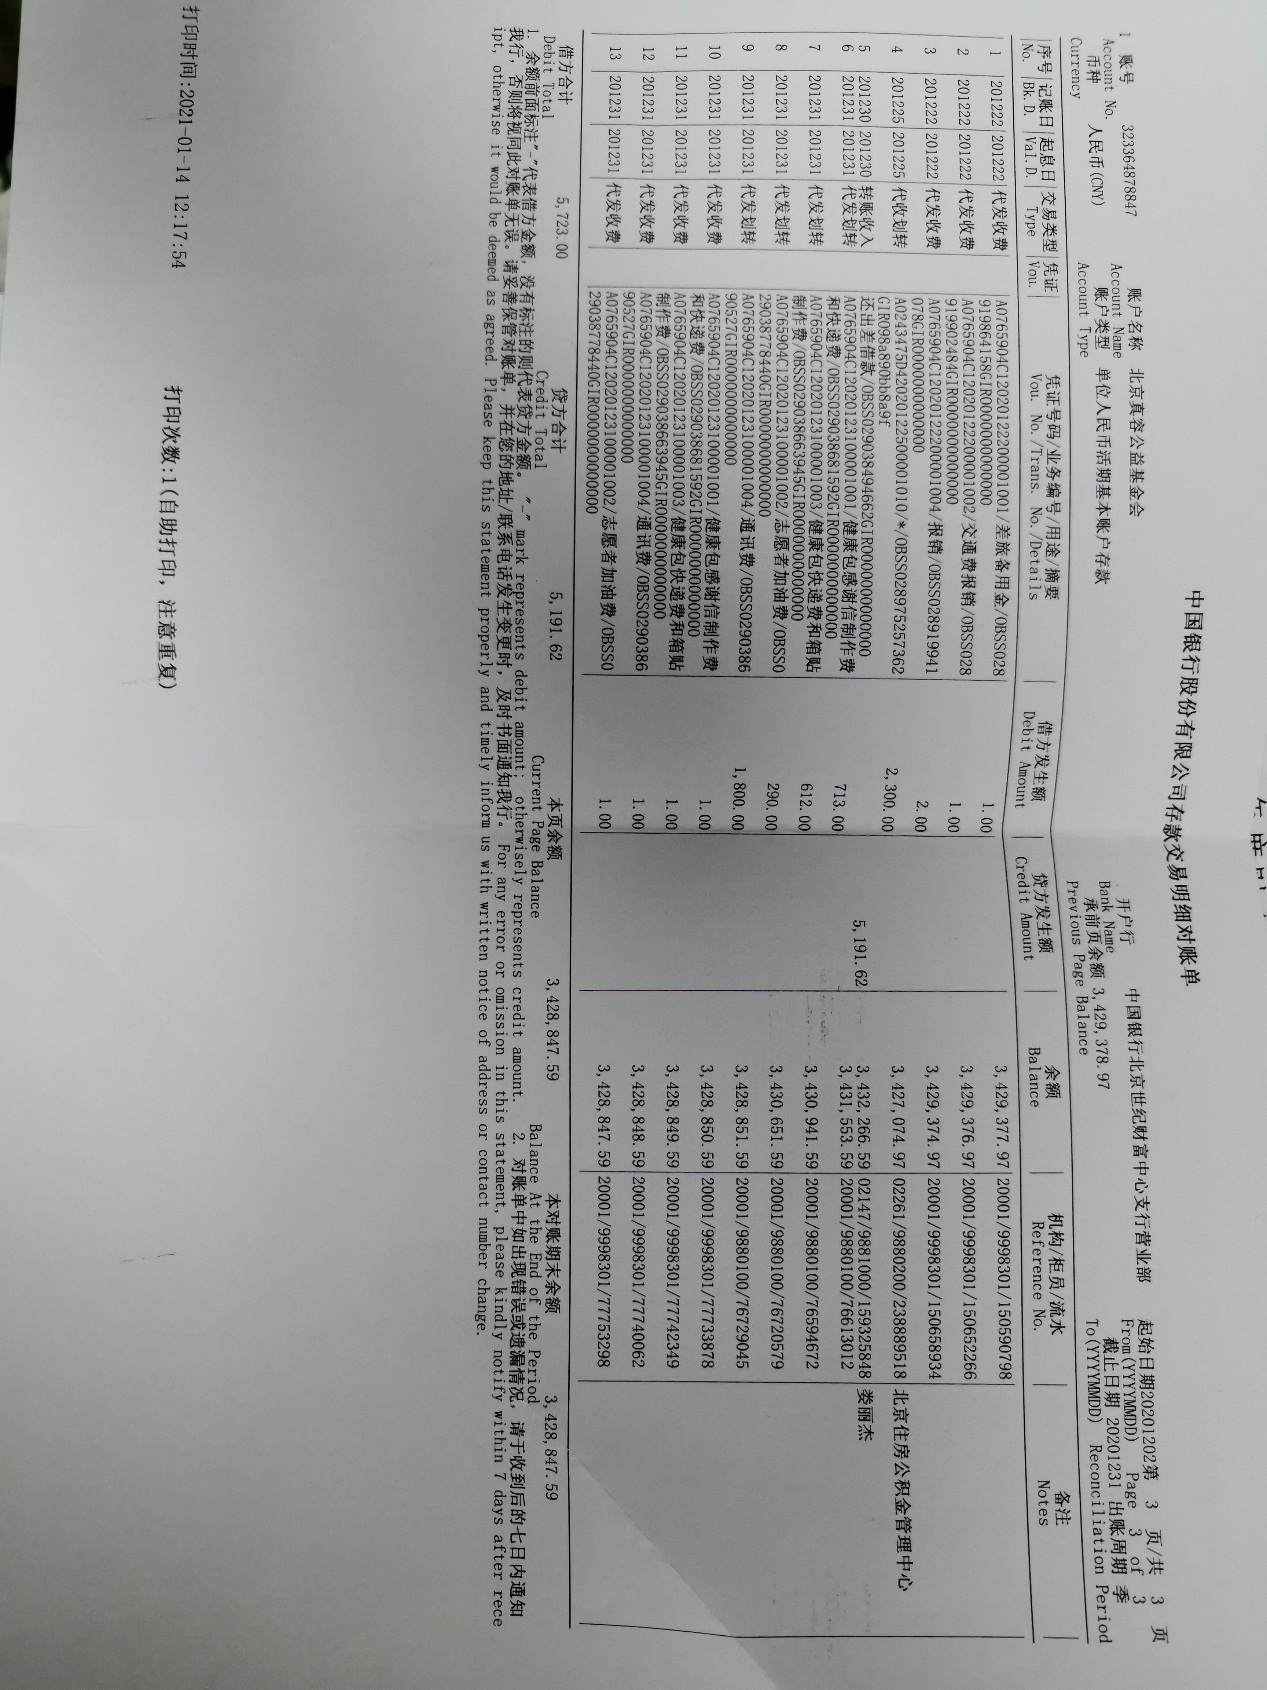 中国银行股份有限公司存款交易明细对账单
1 账号 323364878847 账户名称 北京真容公益基金会 开户行 中国银行北京世纪财富中心支行营业部 起始日期20201202第 3 页/共 3 页
Account No. Account Name Bank Name From(YYYYMMDD) Page 3 of 3
币种 人民币(CNY) 账户类型 单位人民币活期基本账户存款 承前页余额 3,429,378.97 截止日期 20201231 出账周期 季
Currency Account Type Previous Page Balance To(YYYYMMDD) Reconciliation Period
序号 记账日 起息日 交易类型 凭证 凭证号码/业务编号/用途/摘要 借方发生额 贷方发生额 余额 机构/柜员/流水 备注
No. Bk.D. Val.D. Type Vou. Vou. No./Trans. No./Details Debit Amount Credit Amount Balance Reference No. Notes
1 201222 201222 代发收费 A0765904C1202012220001001/差旅备用金/OBSS028 1.00 3,429,377.97 20001/9998301/150590798
919864158GIR0000000000000
2 201222 201222 代发收费 A0765904C1202012220001002/交通费报销/OBSS028 1.00 3,429,376.97 20001/9998301/150652266
919902484GIR0000000000000
3 201222 201222 代发收费 A0765904C1202012220001004/报销/OBSS028919941 2.00 3,429,374.97 20001/9998301/150658934
078GIR0000000000000
4 201225 201225 代收划转 A0243475D4202012250001010/*/OBSS028975257362 2,300.00 3,427,074.97 02261/9880200/238889518 北京住房公积金管理中心
GIR098a890bb8a9f
5 201230 201230 转账收入 还出差借款/OBSS029038494662GIR0000000000000 5,191.62 3,432,266.59 02147/9881000/159325848 娄丽杰
6 201231 201231 代发划转 A0765904C1202012310001001/健康包感谢信制作费 713.00 3,431,553.59 20001/9880100/76613012
和快递费/OBSS029038681592GIR0000000000000
7 201231 201231 代发划转 A0765904C1202012310001003/健康包快递费和箱贴 612.00 3,430,941.59 20001/9880100/76594672
制作费/OBSS029038663945GIR0000000000000
8 201231 201231 代发划转 A0765904C1202012310001002/志愿者加油费/OBSS0 290.00 3,430,651.59 20001/9880100/76720579
29038778440GIR0000000000000
9 201231 201231 代发划转 A0765904C1202012310001004/通讯费/OBSS0290386 1,800.00 3,428,851.59 20001/9880100/76729045
90527GIR0000000000000
10 201231 201231 代发收费 A0765904C1202012310001001/健康包感谢信制作费 1.00 3,428,850.59 20001/9998301/77733878
和快递费/OBSS029038681592GIR0000000000000
11 201231 201231 代发收费 A0765904C1202012310001003/健康包快递费和箱贴 1.00 3,428,849.59 20001/9998301/77742349
制作费/OBSS029038663945GIR0000000000000
12 201231 201231 代发收费 A0765904C1202012310001004/通讯费/OBSS0290386 1.00 3,428,848.59 20001/9998301/77740062
90527GIR0000000000000
13 201231 201231 代发收费 A0765904C1202012310001002/志愿者加油费/OBSS0 1.00 3,428,847.59 20001/9998301/77753298
29038778440GIR0000000000000
借方合计 5,723.00 贷方合计 5,191.62 本页余额 3,428,847.59 本对账期末余额 3,428,847.59
Debit Total Credit Total Current Page Balance Balance At the End of the Period
1. 余额前面标注"-"代表借方金额，没有标注的则代表贷方金额。 "-" mark represents debit amount; otherwisely represents credit amount. 2. 对账单中如出现错误或遗漏情况，请于收到后的七日内通知
我行，否则将视同此对账单无误。请妥善保管对账单，并在您的地址/联系电话发生变更时，及时书面通知我行。 For any error or omission in this statement, please kindly notify within 7 days after rece
ipt, otherwise it would be deemed as agreed. Please keep this statement properly and timely inform us with written notice of address or contact number change.
打印时间:2021-01-14 12:17:54 打印次数:1(自助打印, 注意重复)